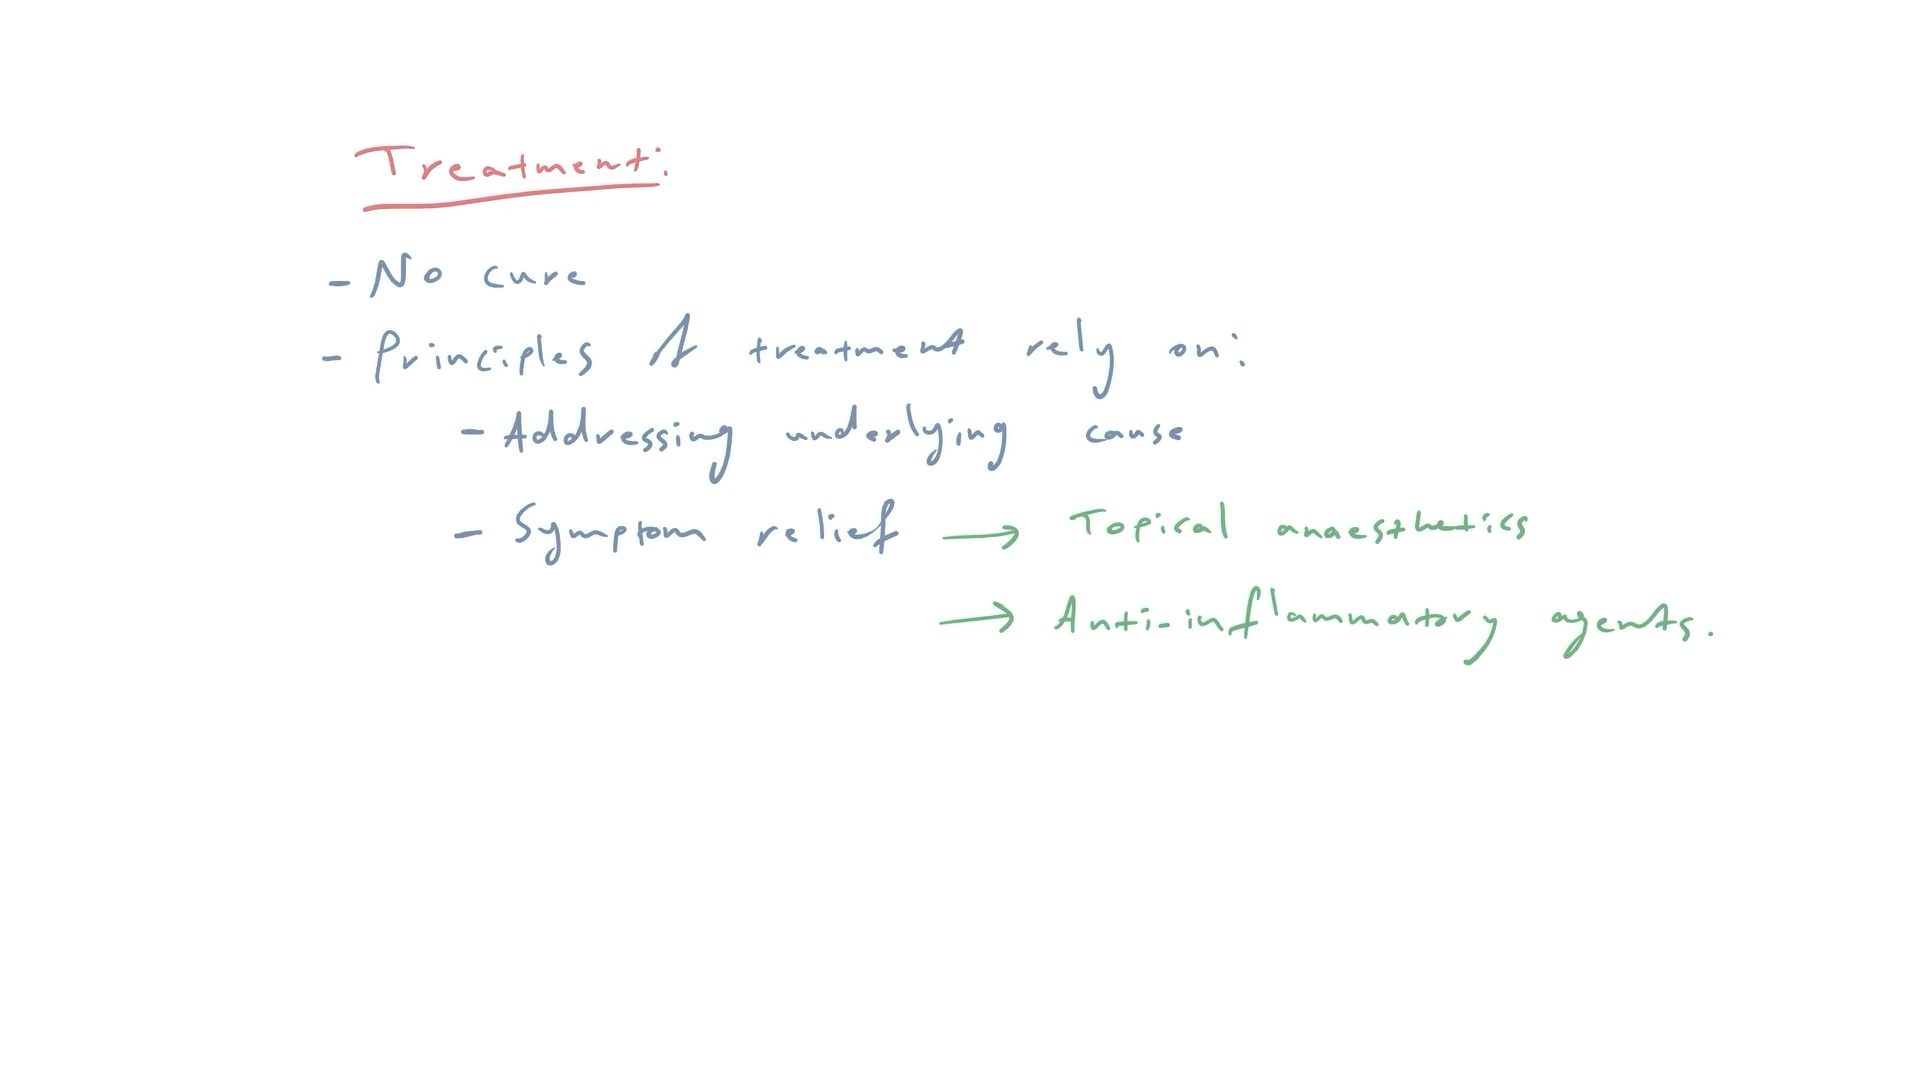 Treatment:
- No cure
- Principles of treatment rely on:
- Addressing underlying cause
- Symptom relief → Topical anaesthetics
→ Anti-inflammatory agents.